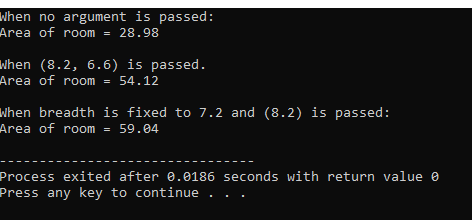 When no argument is passed:
Area of room = 28.98
When (8.2, 6.6) is passed.
Area of room = 54.12
When breadth is fixed to 7.2 and (8.2) is passed:
Area of room = 59.04
--------------------------------
Process exited after 0.0186 seconds with return value 0
Press any key to continue . . .